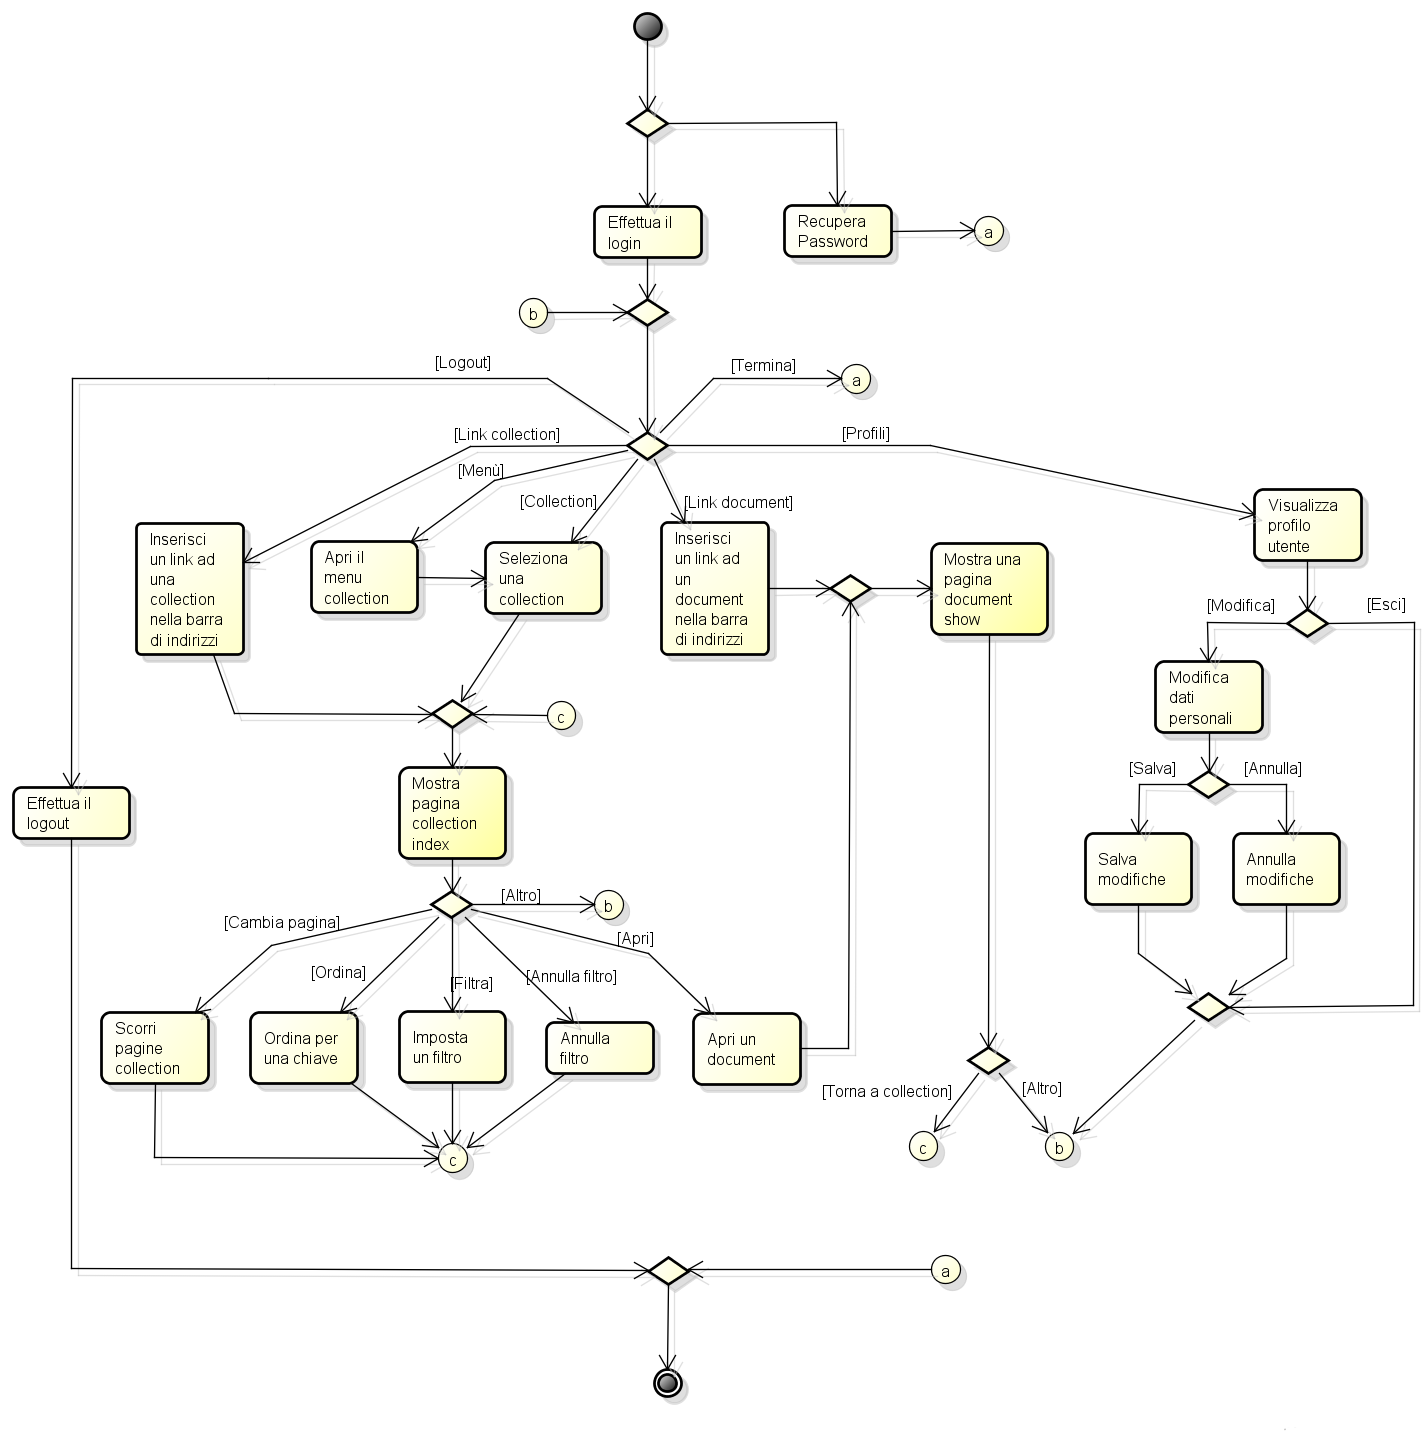 Effettua il
login
Recupera
Password
a
b
[Logout]
[Termina]
a
[Link collection]
[Profili]
[Menù]
[Collection]
[Link document]
Inserisci
un link ad
una
collection
nella barra
di indirizzi
Apri il
menu
collection
Seleziona
una
collection
Inserisci
un link ad
un
document
nella barra
di indirizzi
Mostra una
pagina
document
show
Visualizza
profilo
utente
[Modifica]
[Esci]
Modifica
dati
personali
c
[Salva]
[Annulla]
Mostra
pagina
collection
index
Effettua il
logout
Salva
modifiche
Annulla
modifiche
[Altro]
b
[Cambia pagina]
[Apri]
[Ordina]
[Filtra]
[Annulla filtro]
Scorri
pagine
collection
Ordina per
una chiave
Imposta
un filtro
Annulla
filtro
Apri un
document
[Torna a collection]
[Altro]
c
c
b
a